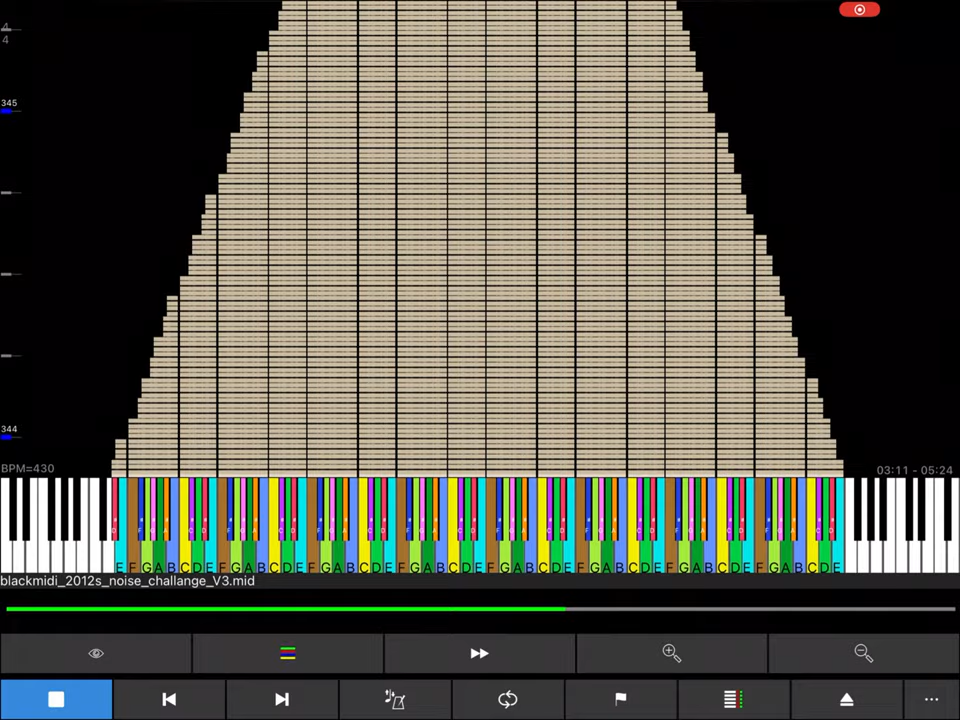 4
4
345
344
BPM=430
03:11 - 05:24
E F G A B C D E F G A B C D E F G A B C D E F G A B C D E F G A B C D E F G A B C D E F G A B C D E F G A B C D E
blackmidi_2012s_noise_challange_V3.mid